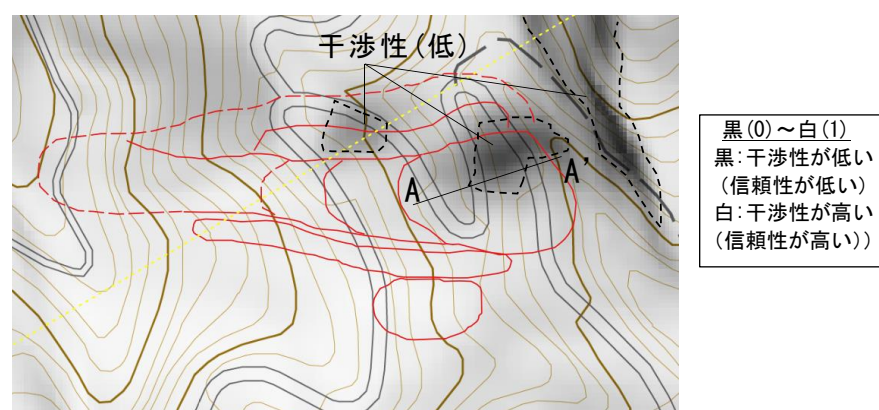 干渉性(低)
A
A'
黒(0)～白(1)
黒:干渉性が低い
(信頼性が低い)
白:干渉性が高い
(信頼性が高い))